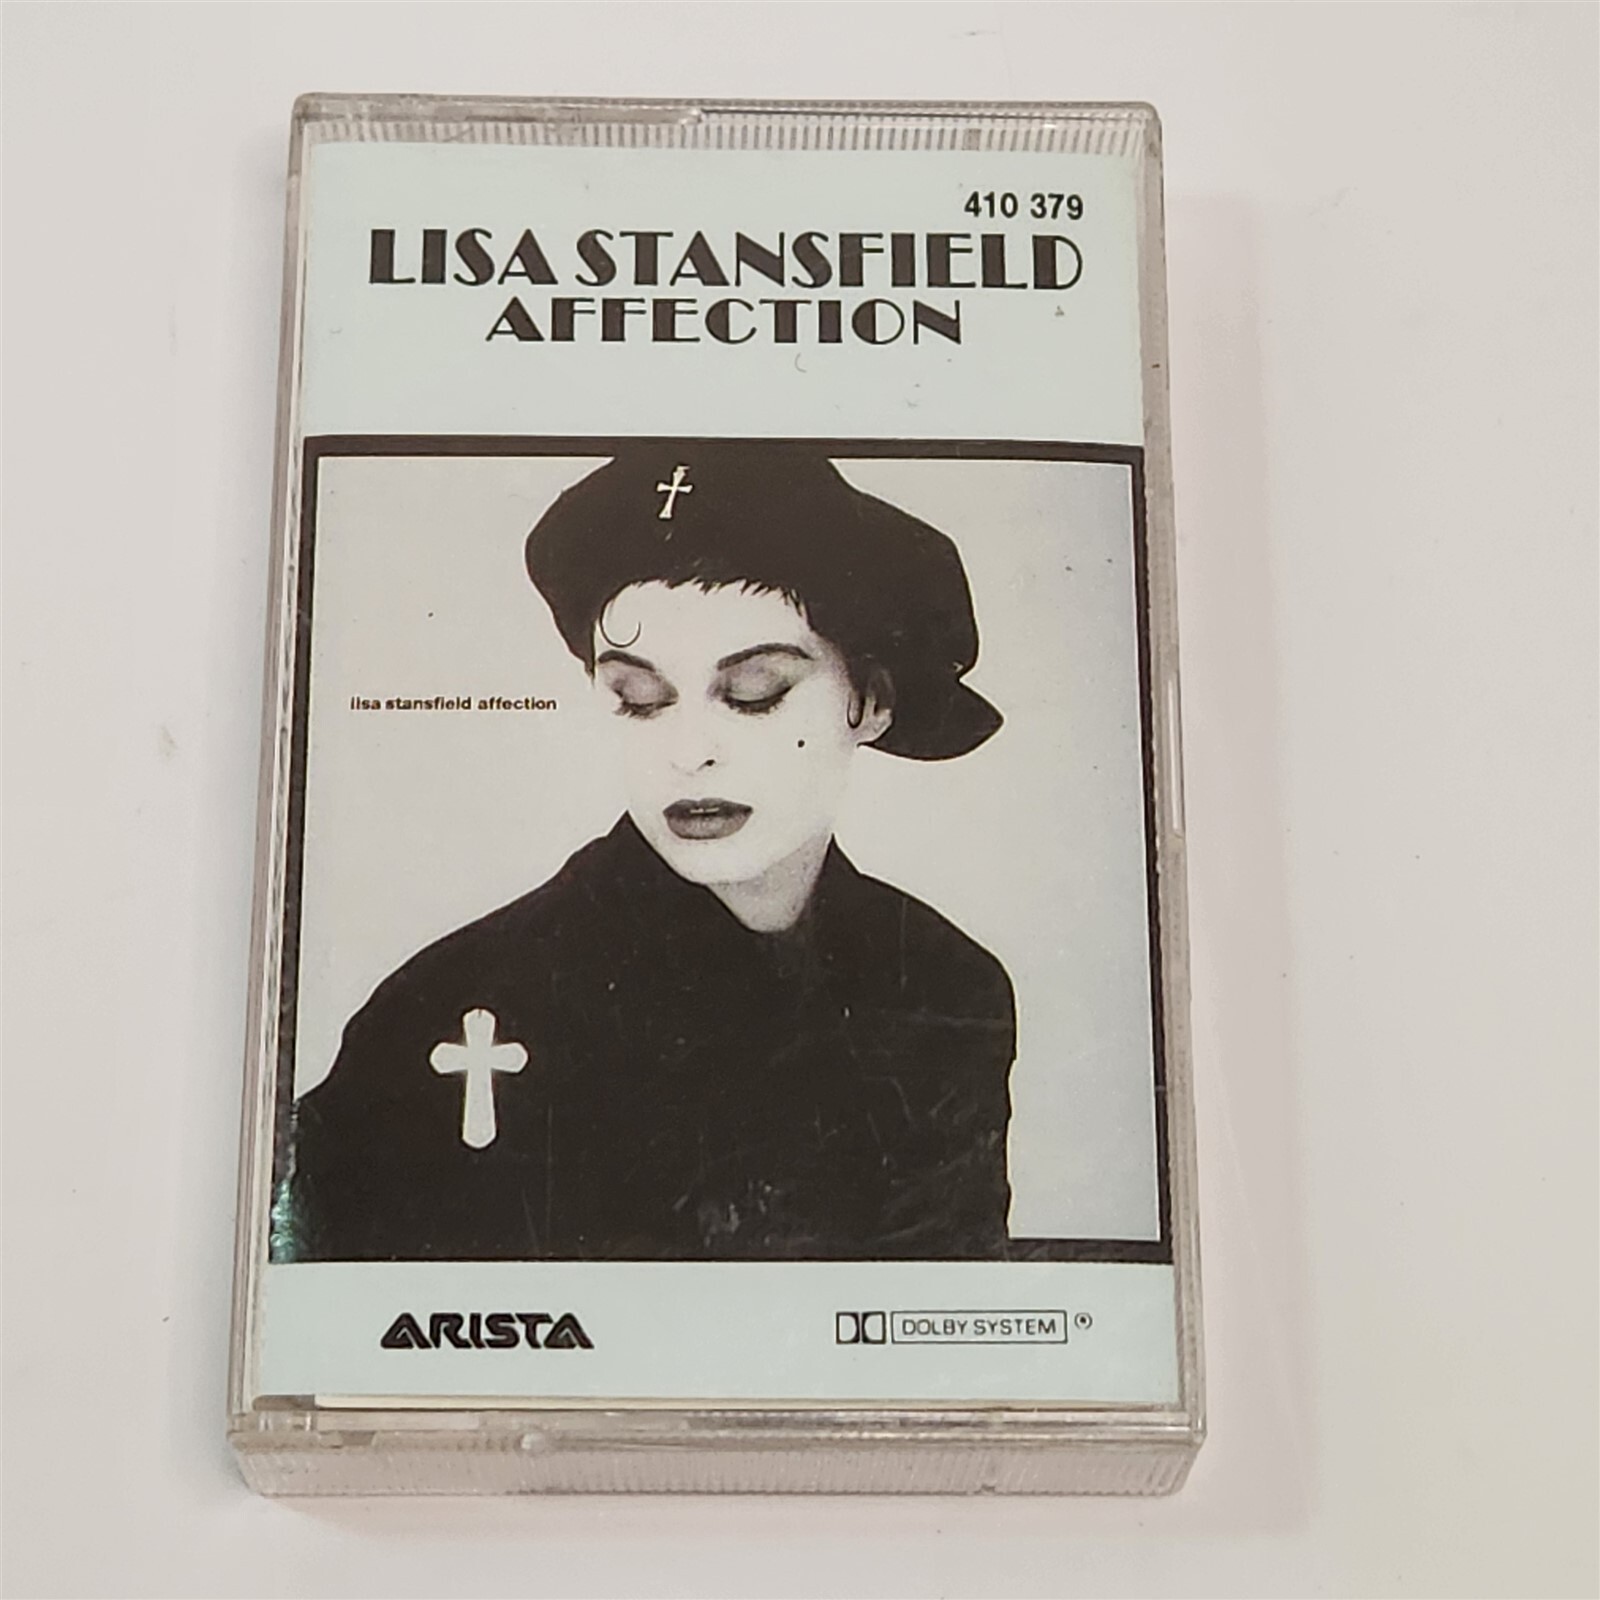 410 379
LISA STANSFIELD
AFFECTION
lisa stansfield affection
ARISTA
DOLBY SYSTEM ®